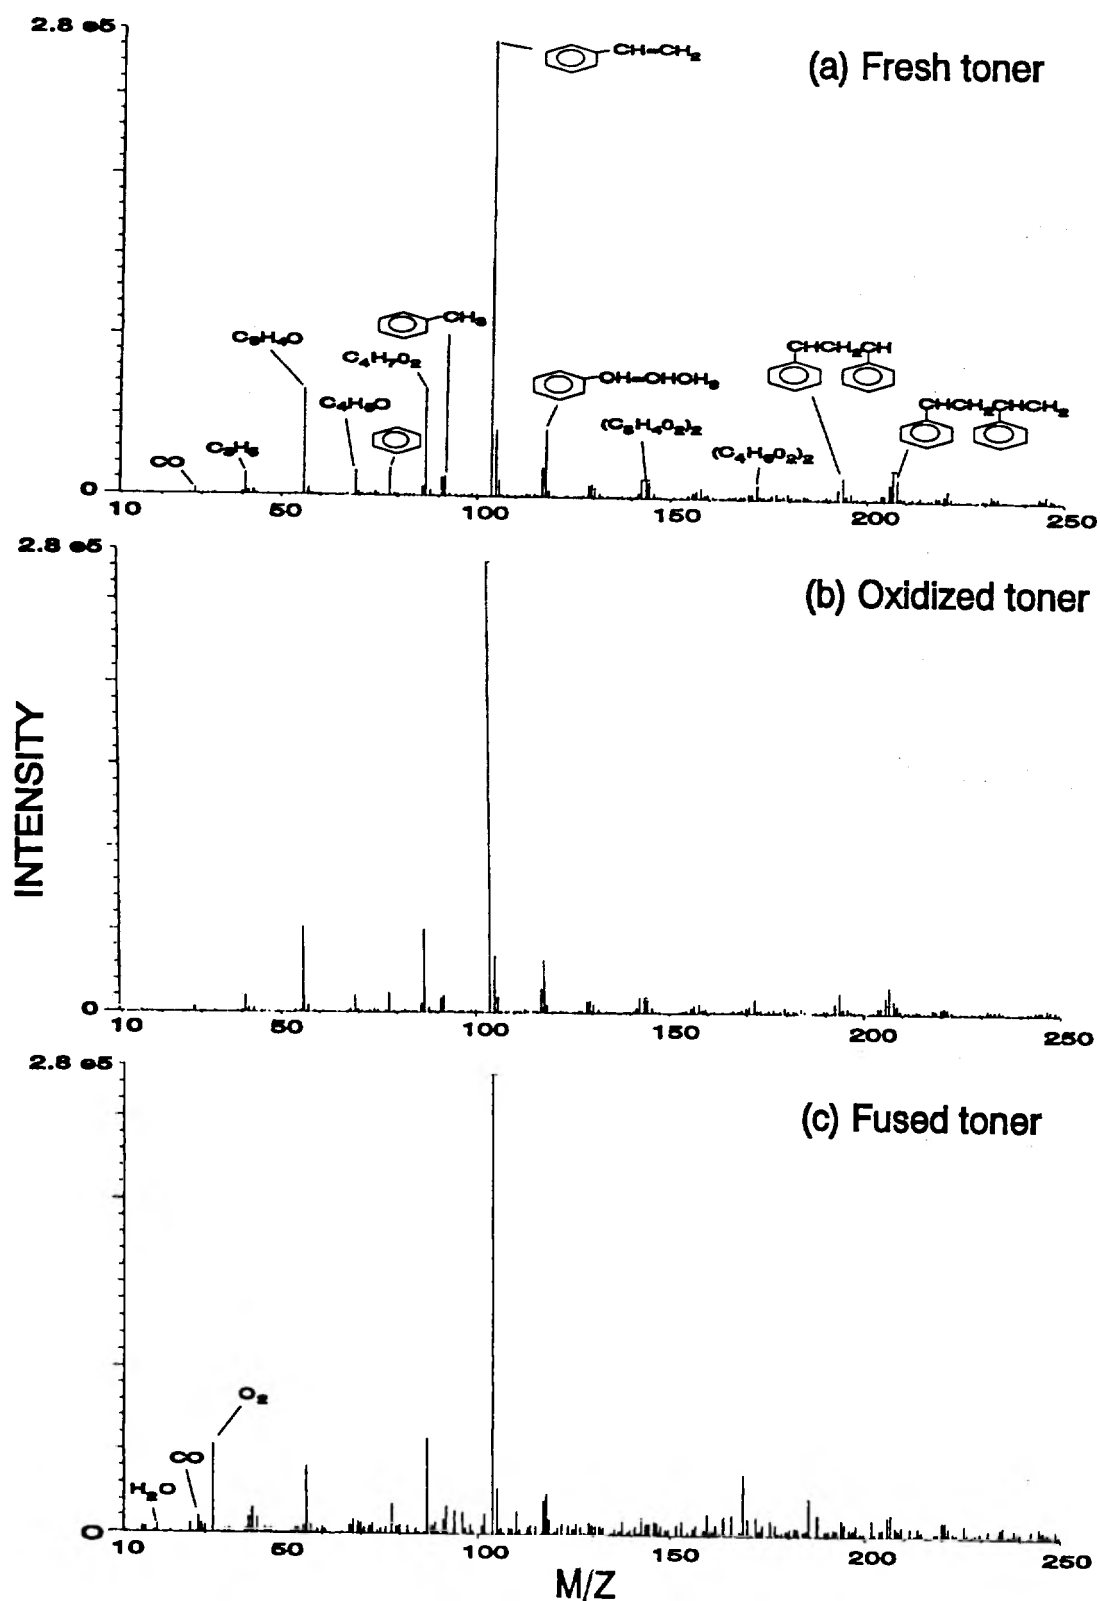 2.8 e5
CH=CH₂
(a) Fresh toner
CH₃
C₃H₄O
C₄H₇O₂
CHCH₂CH
CH=CHCH₃
C₄H₆O
(C₃H₄O₂)₂
CHCH₂CHCH₂
CO
C₃H₅
(C₄H₆O₂)₂
0
10
50
100
150
200
250
2.8 e5
(b) Oxidized toner
INTENSITY
0
10
50
100
150
200
250
2.8 e5
(c) Fused toner
O₂
CO
H₂O
0
10
50
100
150
200
250
M/Z